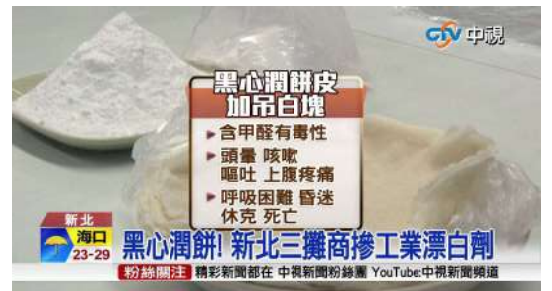 CTV 中視
黑心潤餅皮
加吊白塊
▶含甲醛有毒性
▶頭暈 咳嗽
嘔吐 上腹疼痛
▶呼吸困難 昏迷
休克 死亡
新北
海口
23-29
黑心潤餅! 新北三攤商摻工業漂白劑
粉絲關注 精彩新聞都在 中視新聞粉絲團 YouTube:中視新聞頻道